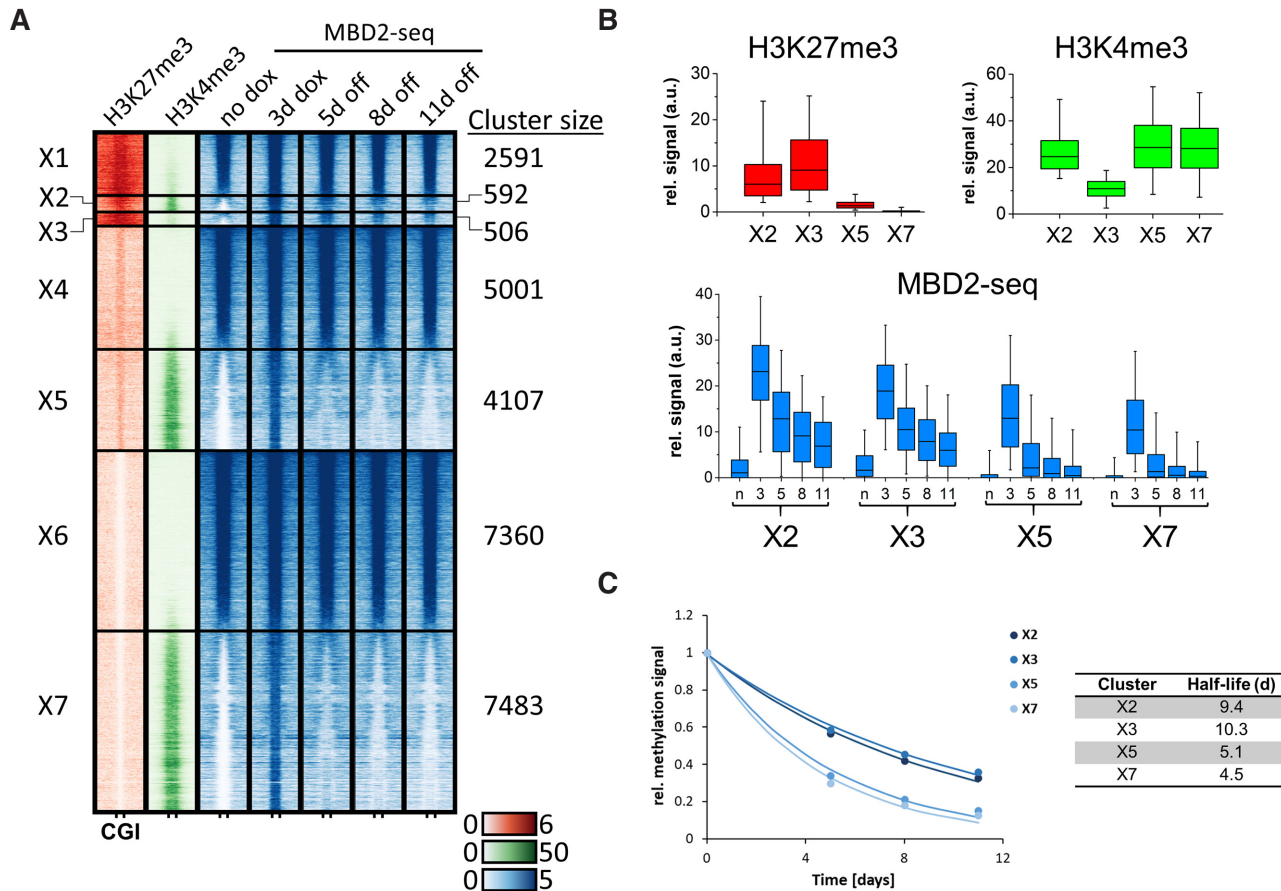 A
MBD2-seq
H3K27me3
H3K4me3
no dox
3d dox
5d off
8d off
11d off
Cluster size
X1
2591
X2
592
X3
506
X4
5001
X5
4107
X6
7360
X7
7483
CGI
0 6
0 50
0 5
B
H3K27me3
rel. signal (a.u.)
30
20
10
0
X2 X3 X5 X7
H3K4me3
rel. signal (a.u.)
60
40
20
0
X2 X3 X5 X7
MBD2-seq
rel. signal (a.u.)
40
30
20
10
0
n 3 5 8 11 n 3 5 8 11 n 3 5 8 11 n 3 5 8 11
X2 X3 X5 X7
C
rel. methylation signal
1.2
1
0.8
0.6
0.4
0.2
0
0 4 8 12
Time [days]
X2
X3
X5
X7
Cluster Half-life (d)
X2 9.4
X3 10.3
X5 5.1
X7 4.5